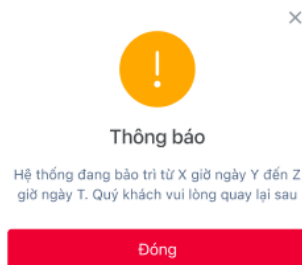 Thông báo
Hệ thống đang bảo trì từ X giờ ngày Y đến Z
giờ ngày T. Quý khách vui lòng quay lại sau
Đóng